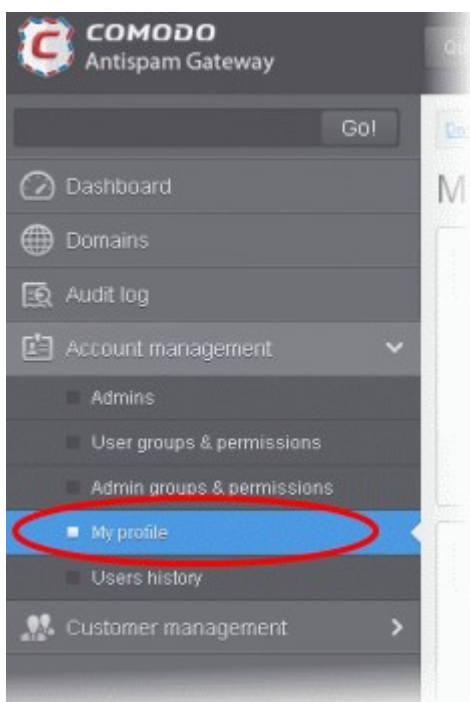 COMODO
Antispam Gateway
Go!
Dashboard
M
Domains
Audit log
Account management
Admins
User groups & permissions
Admin groups & permissions
My profile
Users history
Customer management